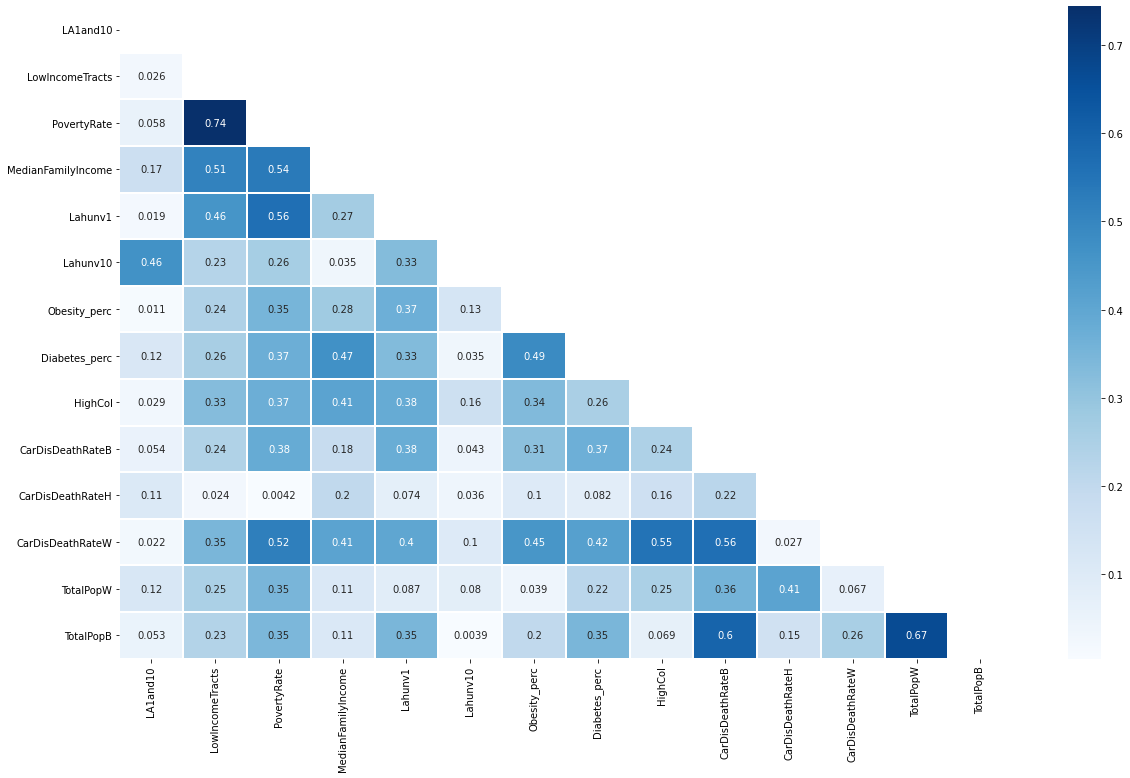 LA1and10
LowIncomeTracts 0.026
PovertyRate 0.058 0.74
MedianFamilyIncome 0.17 0.51 0.54
Lahunv1 0.019 0.46 0.56 0.27
Lahunv10 0.46 0.23 0.26 0.035 0.33
Obesity_perc 0.011 0.24 0.35 0.28 0.37 0.13
Diabetes_perc 0.12 0.26 0.37 0.47 0.33 0.035 0.49
HighCol 0.029 0.33 0.37 0.41 0.38 0.16 0.34 0.26
CarDisDeathRateB 0.054 0.24 0.38 0.18 0.38 0.043 0.31 0.37 0.24
CarDisDeathRateH 0.11 0.024 0.0042 0.2 0.074 0.036 0.1 0.082 0.16 0.22
CarDisDeathRateW 0.022 0.35 0.52 0.41 0.4 0.1 0.45 0.42 0.55 0.56 0.027
TotalPopW 0.12 0.25 0.35 0.11 0.087 0.08 0.039 0.22 0.25 0.36 0.41 0.067
TotalPopB 0.053 0.23 0.35 0.11 0.35 0.0039 0.2 0.35 0.069 0.6 0.15 0.26 0.67
LA1and10
LowIncomeTracts
PovertyRate
MedianFamilyIncome
Lahunv1
Lahunv10
Obesity_perc
Diabetes_perc
HighCol
CarDisDeathRateB
CarDisDeathRateH
CarDisDeathRateW
TotalPopW
TotalPopB
0.7
0.6
0.5
0.4
0.3
0.2
0.1